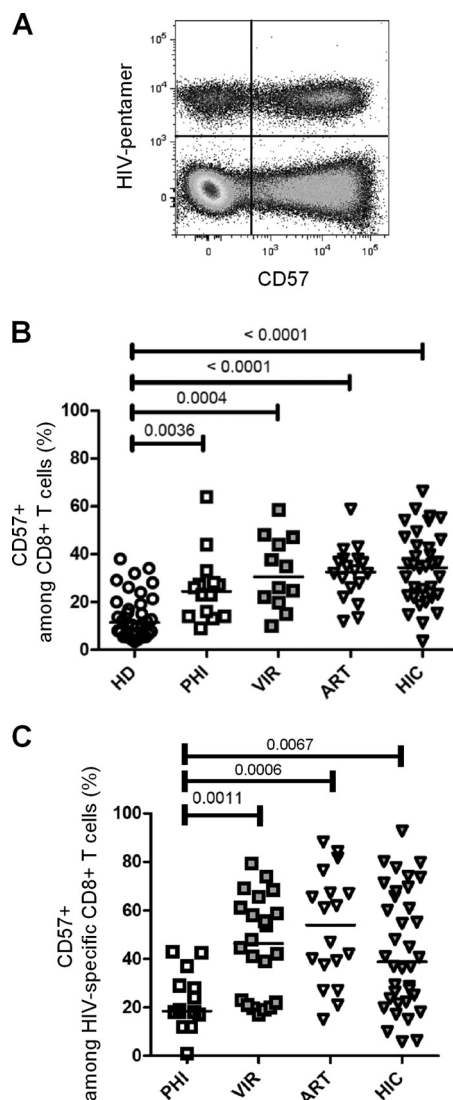 A
HIV-pentamer
10⁵
10⁴
10³
0
0
10³
10⁴
10⁵
CD57
B
< 0.0001
< 0.0001
0.0004
0.0036
CD57+
among CD8+ T cells (%)
100
80
60
40
20
0
HD
PHI
VIR
ART
HIC
C
0.0067
0.0006
0.0011
CD57+
among HIV-specific CD8+ T cells (%)
100
80
60
40
20
0
PHI
VIR
ART
HIC